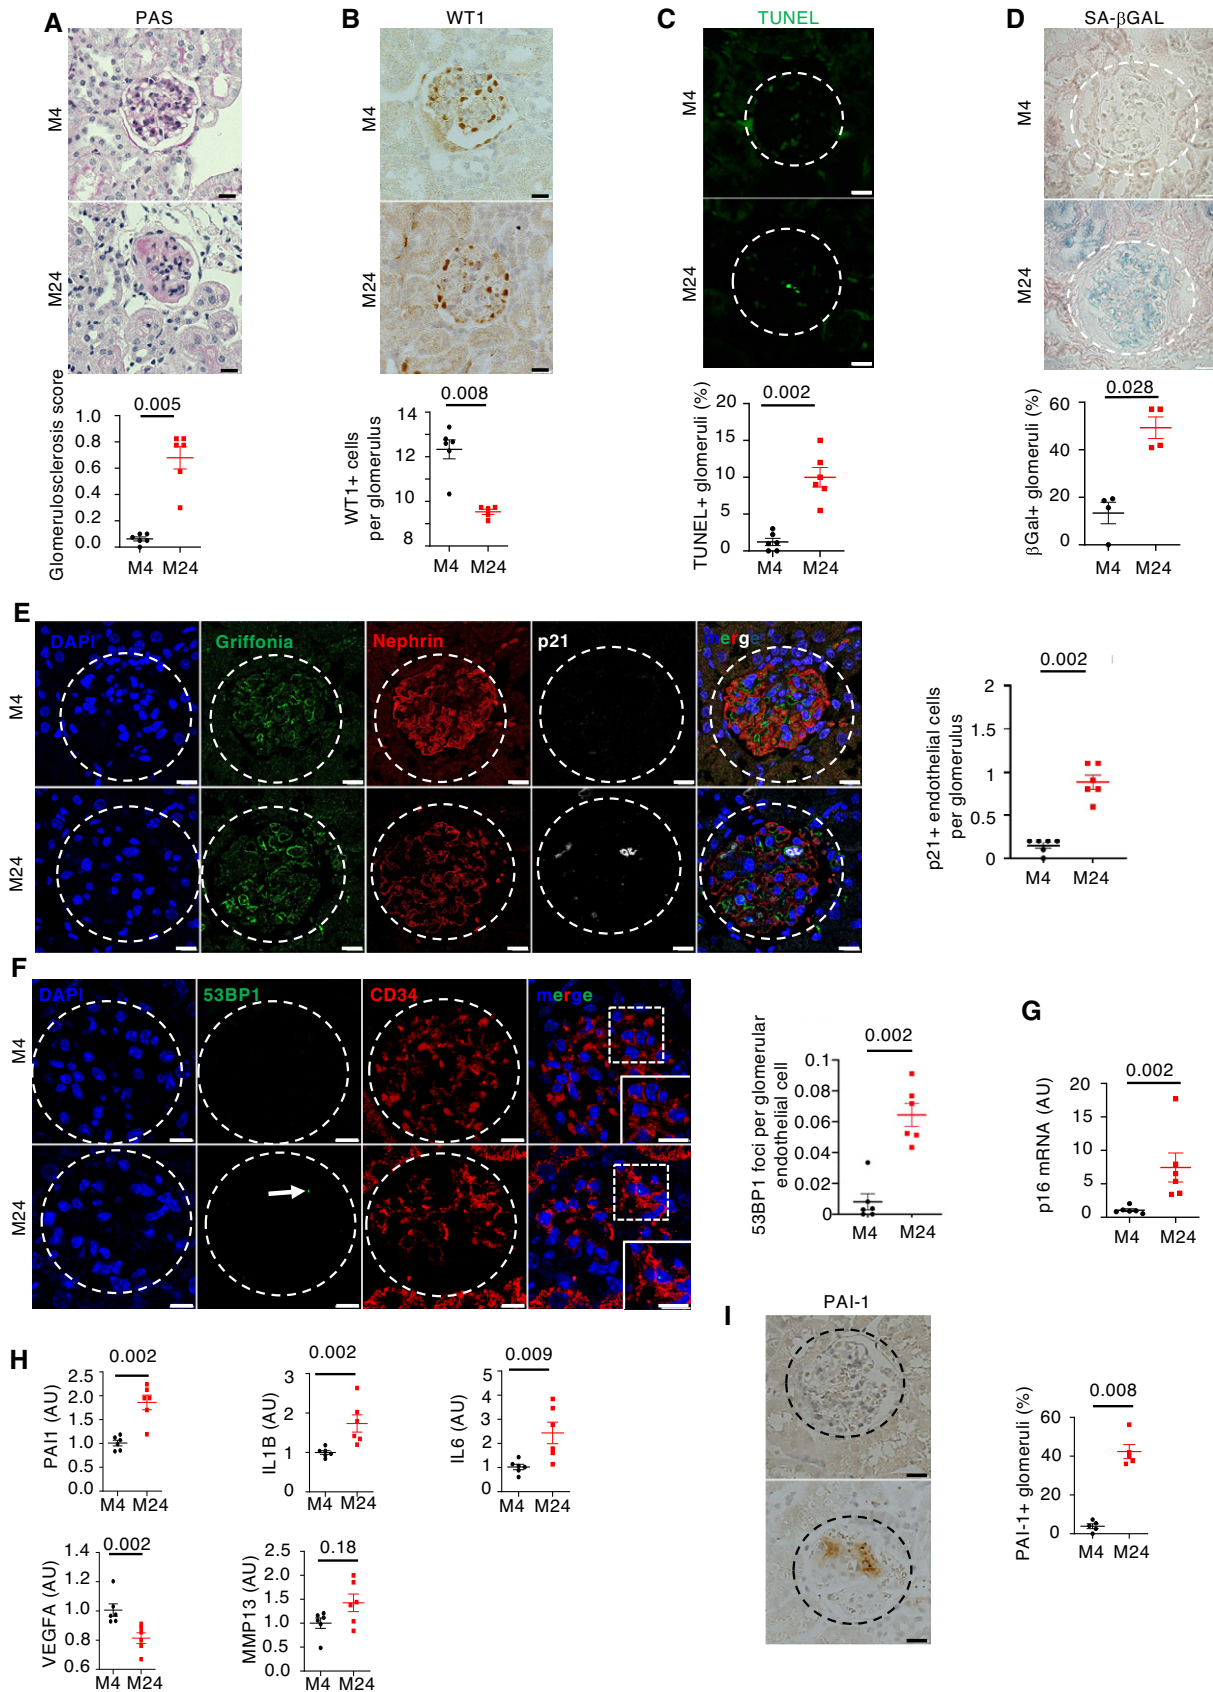 A
PAS
M4
M24
Glomerulosclerosis score
1.0
0.8
0.6
0.4
0.2
0.0
0.005
M4
M24
B
WT1
M4
M24
WT1+ cells
per glomerulus
14
12
10
8
0.008
M4
M24
C
TUNEL
M4
M24
TUNEL+ glomeruli (%)
20
15
10
5
0
0.002
M4
M24
D
SA-βGAL
M4
M24
βGal+ glomeruli (%)
60
40
20
0
0.028
M4
M24
E
DAPI
Griffonia
Nephrin
p21
merge
M4
M24
p21+ endothelial cells
per glomerulus
2
1.5
1
0.5
0
0.002
M4
M24
F
DAPI
53BP1
CD34
merge
M4
M24
53BP1 foci per glomerular
endothelial cell
0.1
0.08
0.06
0.04
0.02
0
0.002
M4
M24
G
p16 mRNA (AU)
20
15
10
5
0
0.002
M4
M24
H
PAI1 (AU)
2.5
2.0
1.5
1.0
0.5
0.0
0.002
M4
M24
IL1B (AU)
3
2
1
0
0.002
M4
M24
IL6 (AU)
5
4
3
2
1
0
0.009
M4
M24
VEGFA (AU)
1.4
1.2
1.0
0.8
0.6
0.002
M4
M24
MMP13 (AU)
2.5
2.0
1.5
1.0
0.5
0.0
0.18
M4
M24
I
PAI-1
PAI-1+ glomeruli (%)
60
40
20
0
0.008
M4
M24